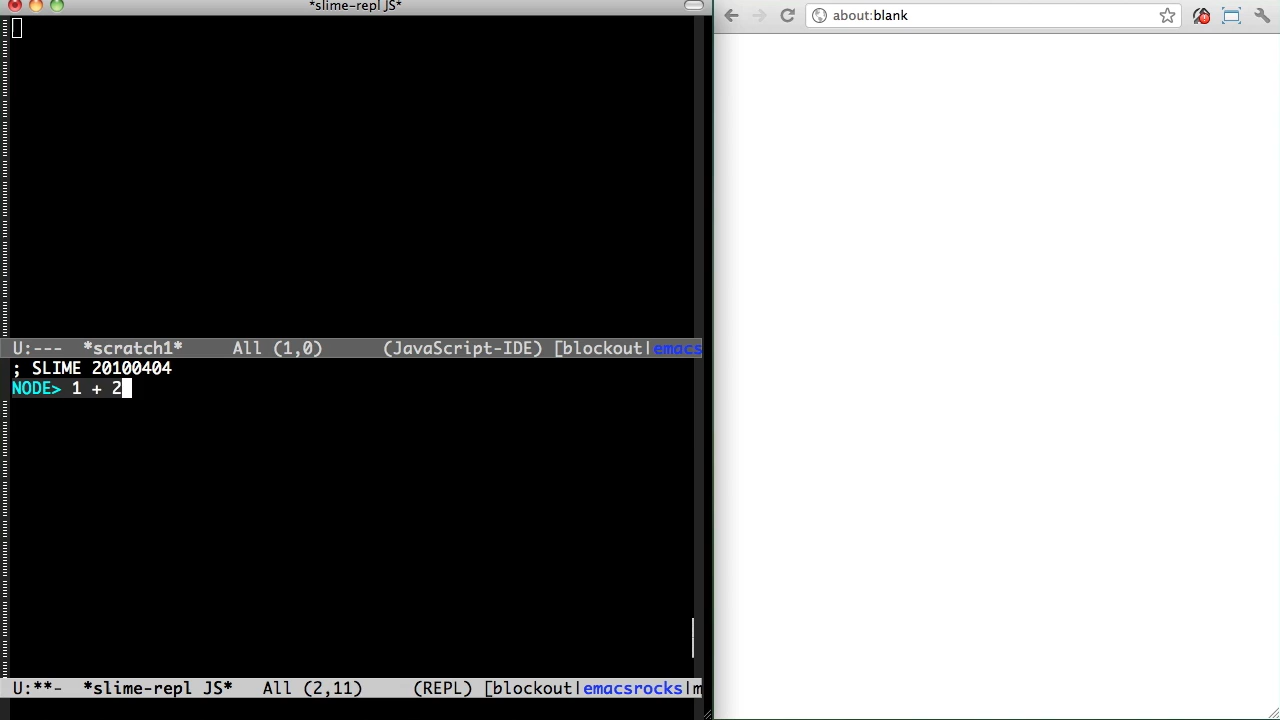 *slime-repl JS*
about:blank
U:--- *scratch1* All (1,0) (JavaScript-IDE) [blockout|emacs
; SLIME 20100404
NODE> 1 + 2
U:**- *slime-repl JS* All (2,11) (REPL) [blockout|emacsrocks|m